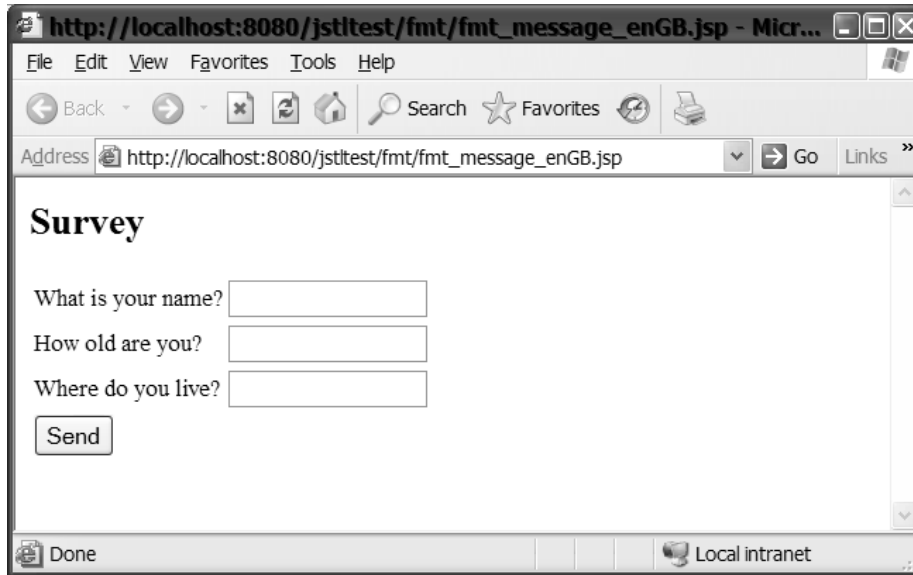 http://localhost:8080/jstltest/fmt/fmt_message_enGB.jsp - Micr...
File Edit View Favorites Tools Help
Back Search Favorites
Address http://localhost:8080/jstltest/fmt/fmt_message_enGB.jsp Go Links »
Survey
What is your name?
How old are you?
Where do you live?
Send
Done Local intranet